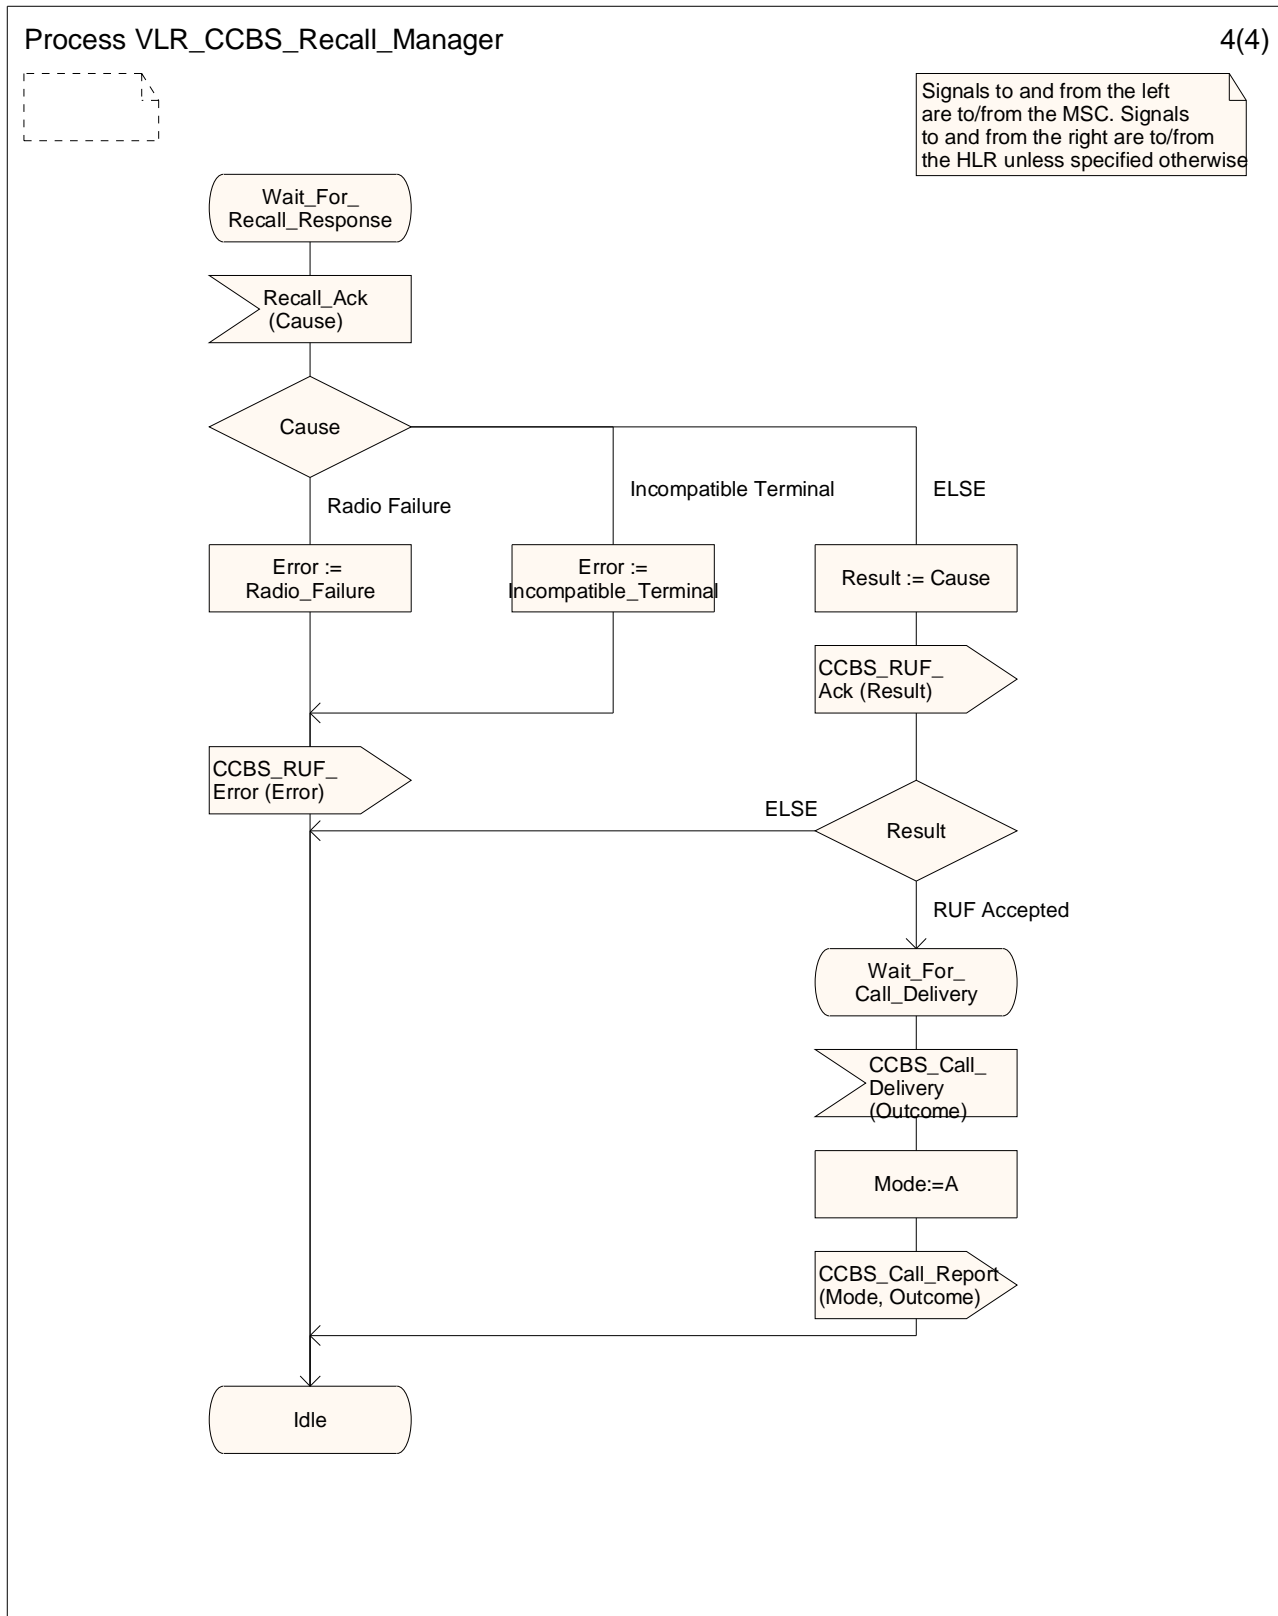 Process VLR_CCBS_Recall_Manager
4(4)
Signals to and from the left
are to/from the MSC. Signals
to and from the right are to/from
the HLR unless specified otherwise
Wait_For_
Recall_Response
Recall_Ack
(Cause)
Cause
Radio Failure
Incompatible Terminal
ELSE
Error :=
Radio_Failure
Error :=
Incompatible_Terminal
Result := Cause
CCBS_RUF_
Ack (Result)
CCBS_RUF_
Error (Error)
ELSE
Result
RUF Accepted
Wait_For_
Call_Delivery
CCBS_Call_
Delivery
(Outcome)
Mode:=A
CCBS_Call_Report
(Mode, Outcome)
Idle